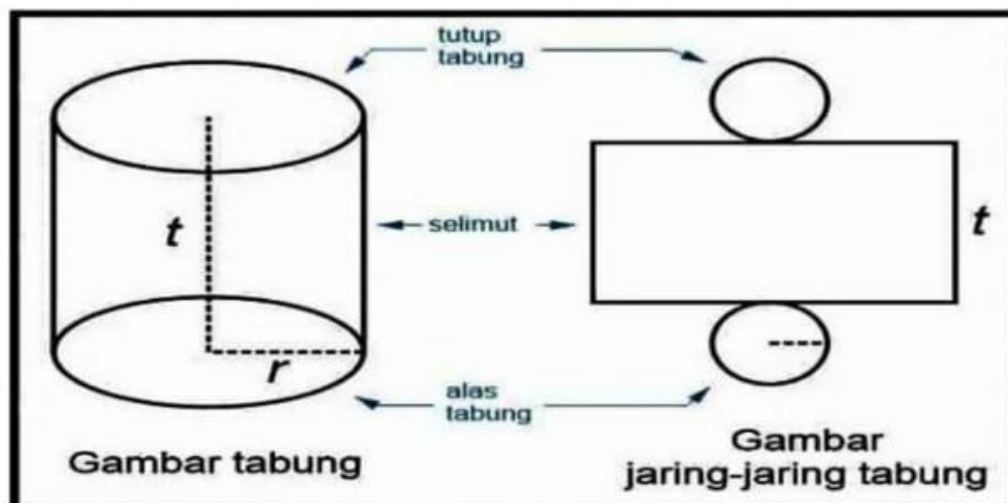 tutup
tabung
t
selimut
t
r
alas
tabung
Gambar tabung
Gambar
jaring-jaring tabung